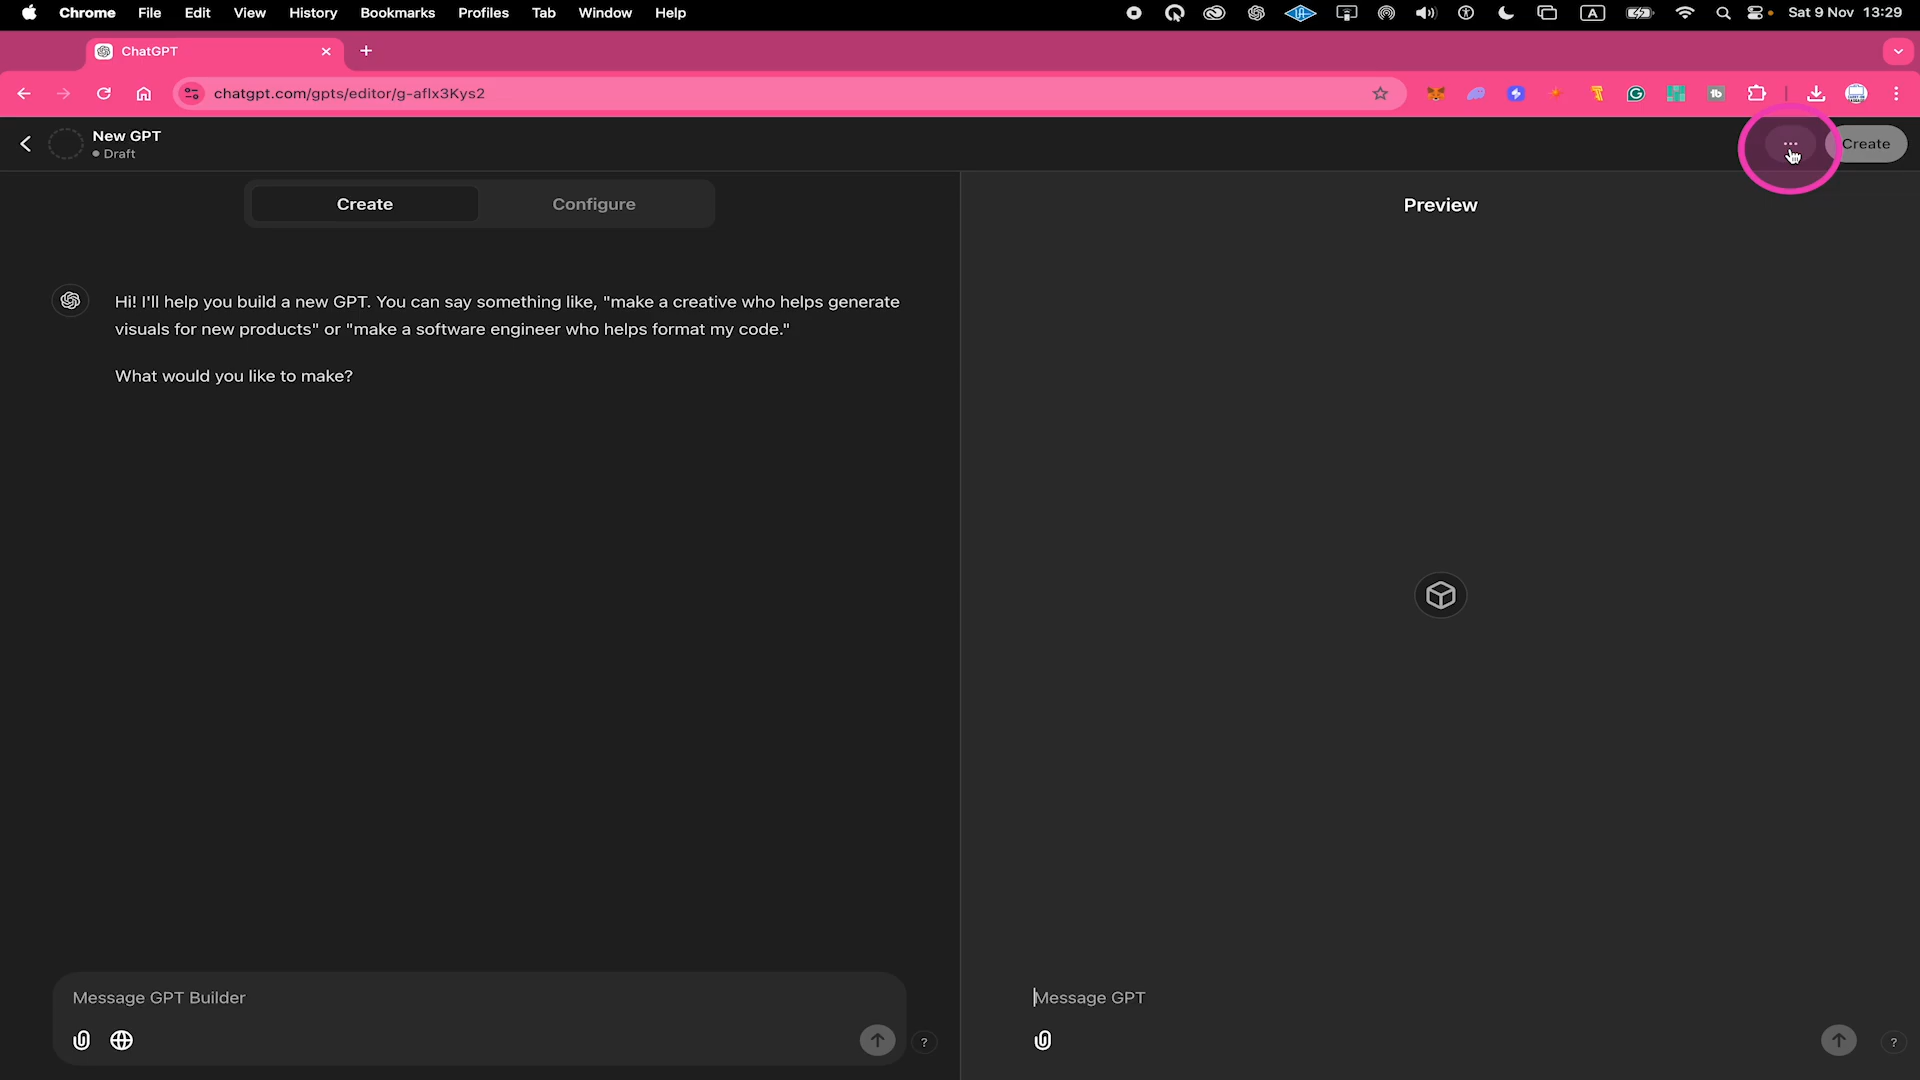 Chrome File Edit View History Bookmarks Profiles Tab Window Help
A
Sat 9 Nov 13:29
ChatGPT
chatgpt.com/gpts/editor/g-aflx3Kys2
tb
New GPT
Draft
Create
Create
Configure
Preview
Hi! I'll help you build a new GPT. You can say something like, "make a creative who helps generate
visuals for new products" or "make a software engineer who helps format my code."
What would you like to make?
Message GPT Builder
?
Message GPT
?